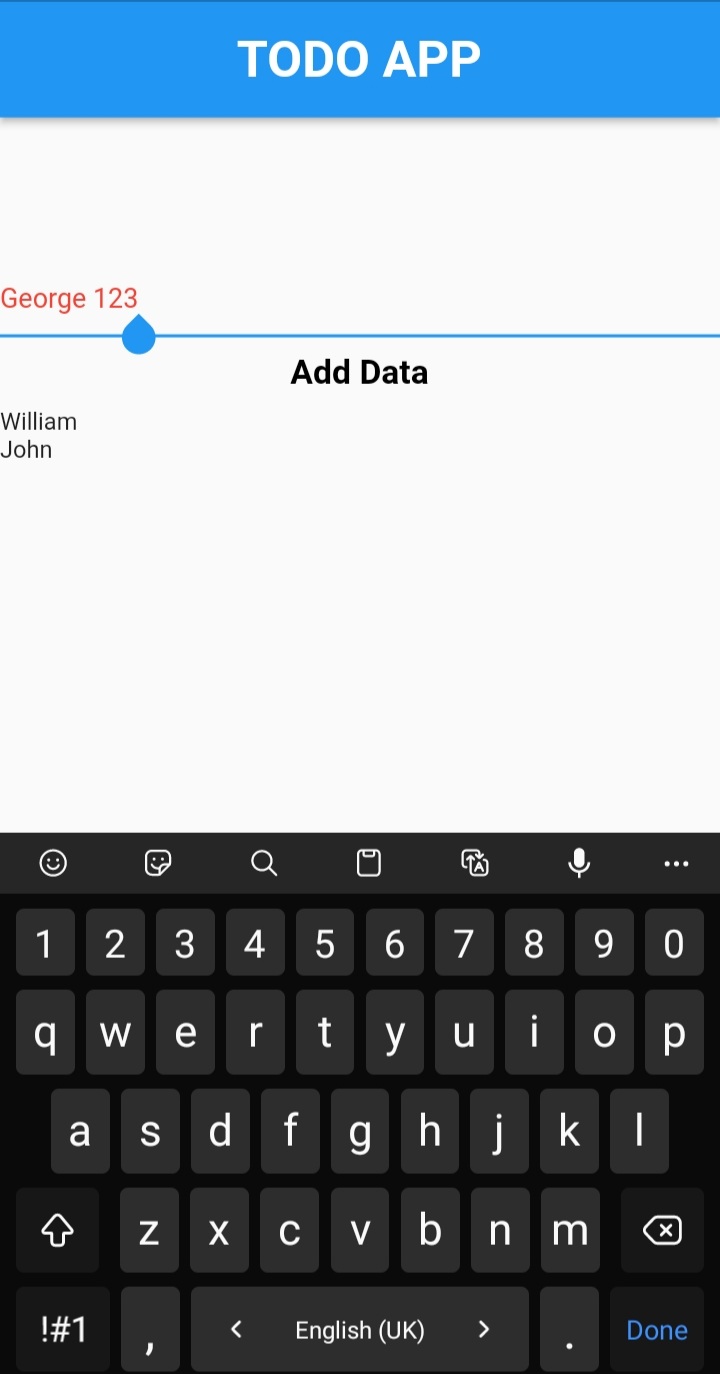 TODO APP
George 123
Add Data
William
John
1 2 3 4 5 6 7 8 9 0
q w e r t y u i o p
a s d f g h j k l
z x c v b n m
!#1 , < English (UK) > . Done